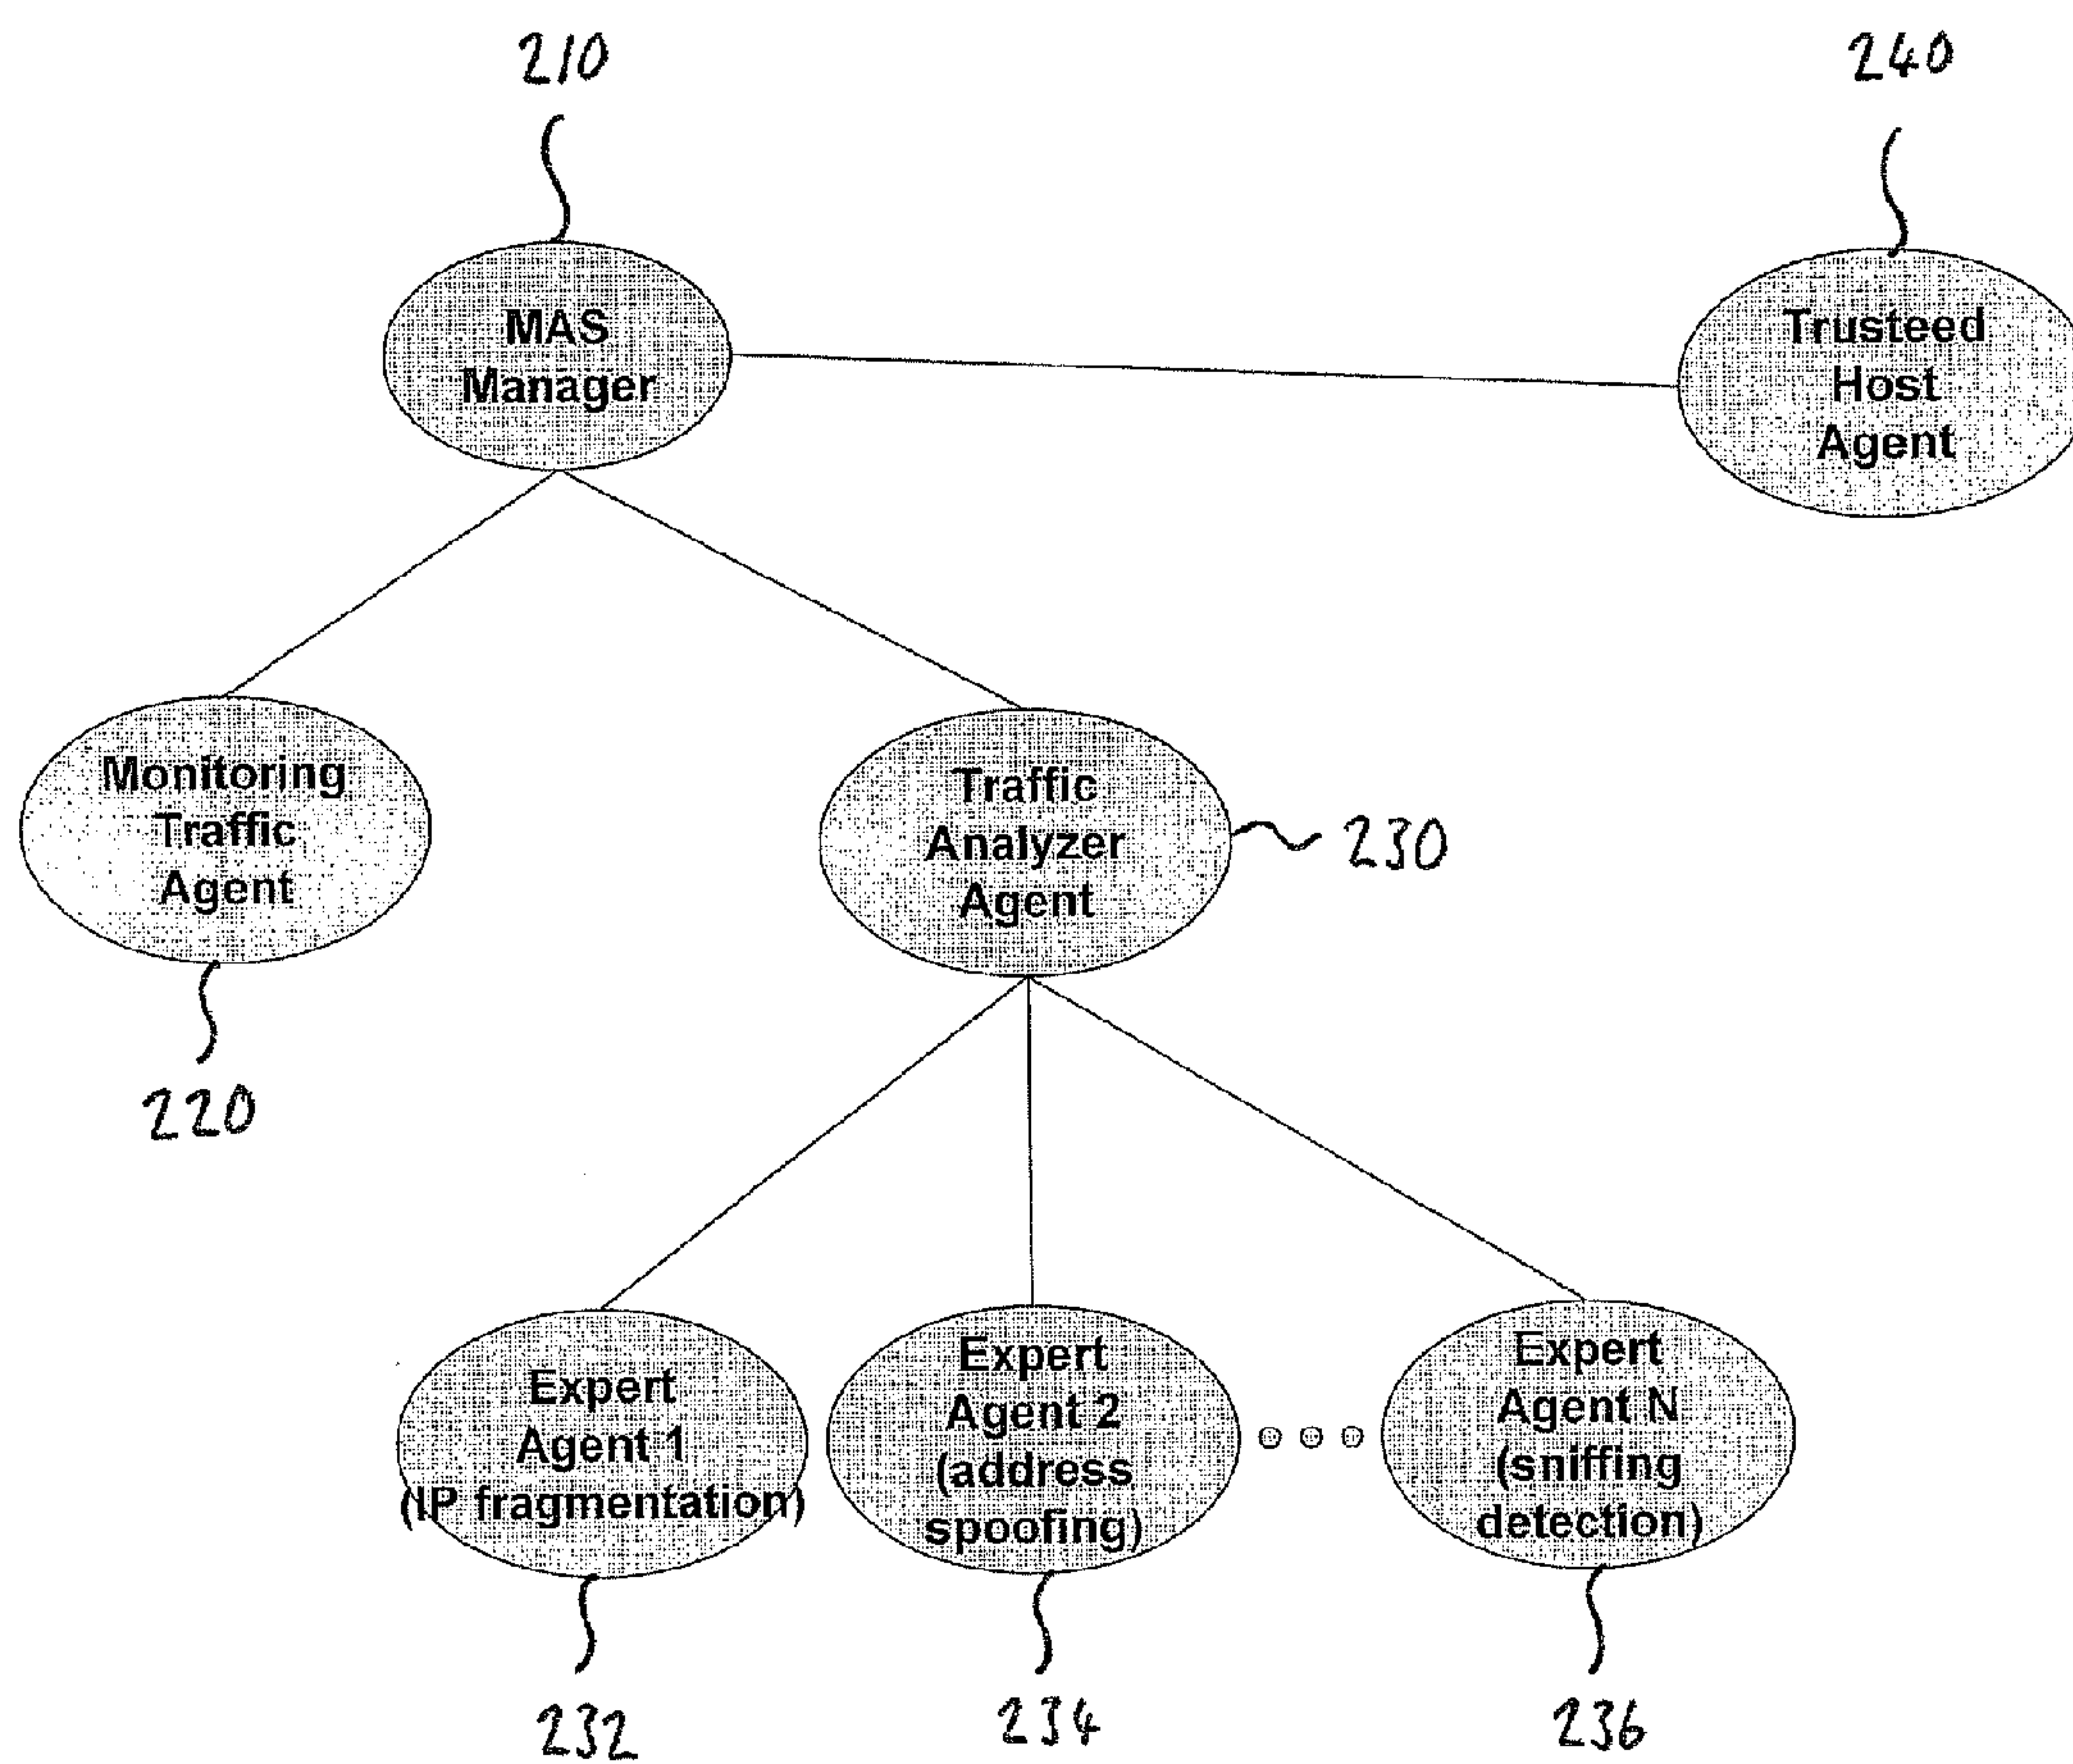 210
240
MAS
Manager
Trusteed
Host
Agent
Monitoring
Traffic
Agent
Traffic
Analyzer
Agent
230
220
Expert
Agent 1
(IP fragmentation)
Expert
Agent 2
(address
spoofing)
Expert
Agent N
(sniffing
detection)
232
234
236